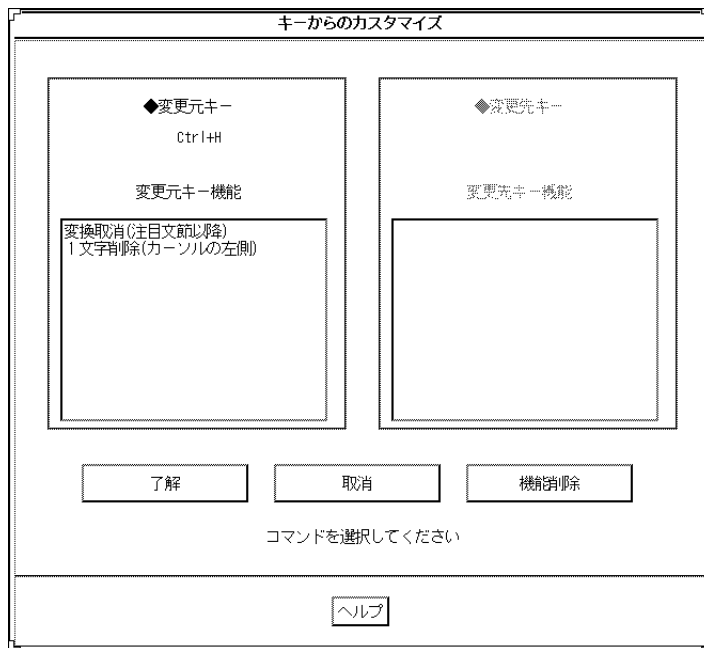 キーからのカスタマイズ
◆変更元キー
Ctrl+H
変更元キー機能
変換取消(注目文節以降)
１文字削除(カーソルの左側)
◆変更先キー
変更先キー機能
了解
取消
機能削除
コマンドを選択してください
ヘルプ